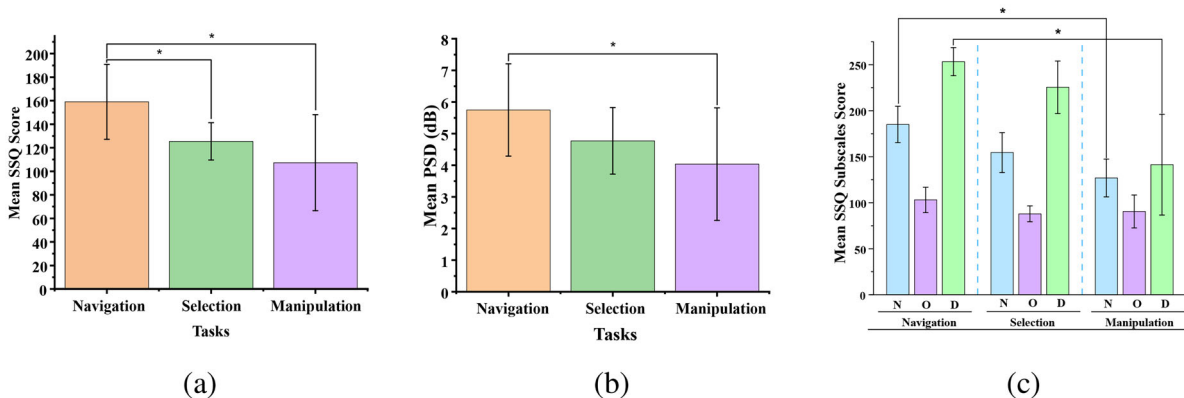 *
*
Mean SSQ Score
200
180
160
140
120
100
80
60
40
20
0
Navigation Selection Manipulation
Tasks
(a)
*
Mean PSD (dB)
8
7
6
5
4
3
2
1
0
Navigation Selection Manipulation
Tasks
(b)
*
*
Mean SSQ Subscales Score
250
200
150
100
50
0
N O D N O D N O D
Navigation Selection Manipulation
(c)